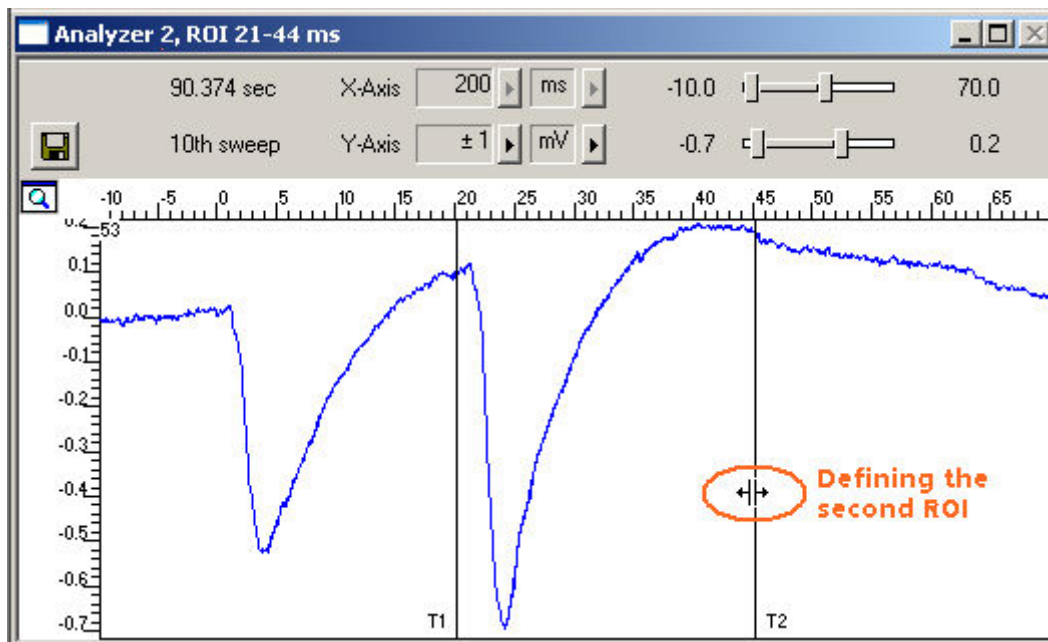 Analyzer 2, ROI 21-44 ms
90.374 sec X-Axis 200 ms -10.0 70.0
10th sweep Y-Axis ± 1 mV -0.7 0.2
-10 -5 0 5 10 15 20 25 30 35 40 45 50 55 60 65
0.2 53
0.1
0.0
-0.1
-0.2
-0.3
-0.4
-0.5
-0.6
-0.7
Defining the
second ROI
T1 T2